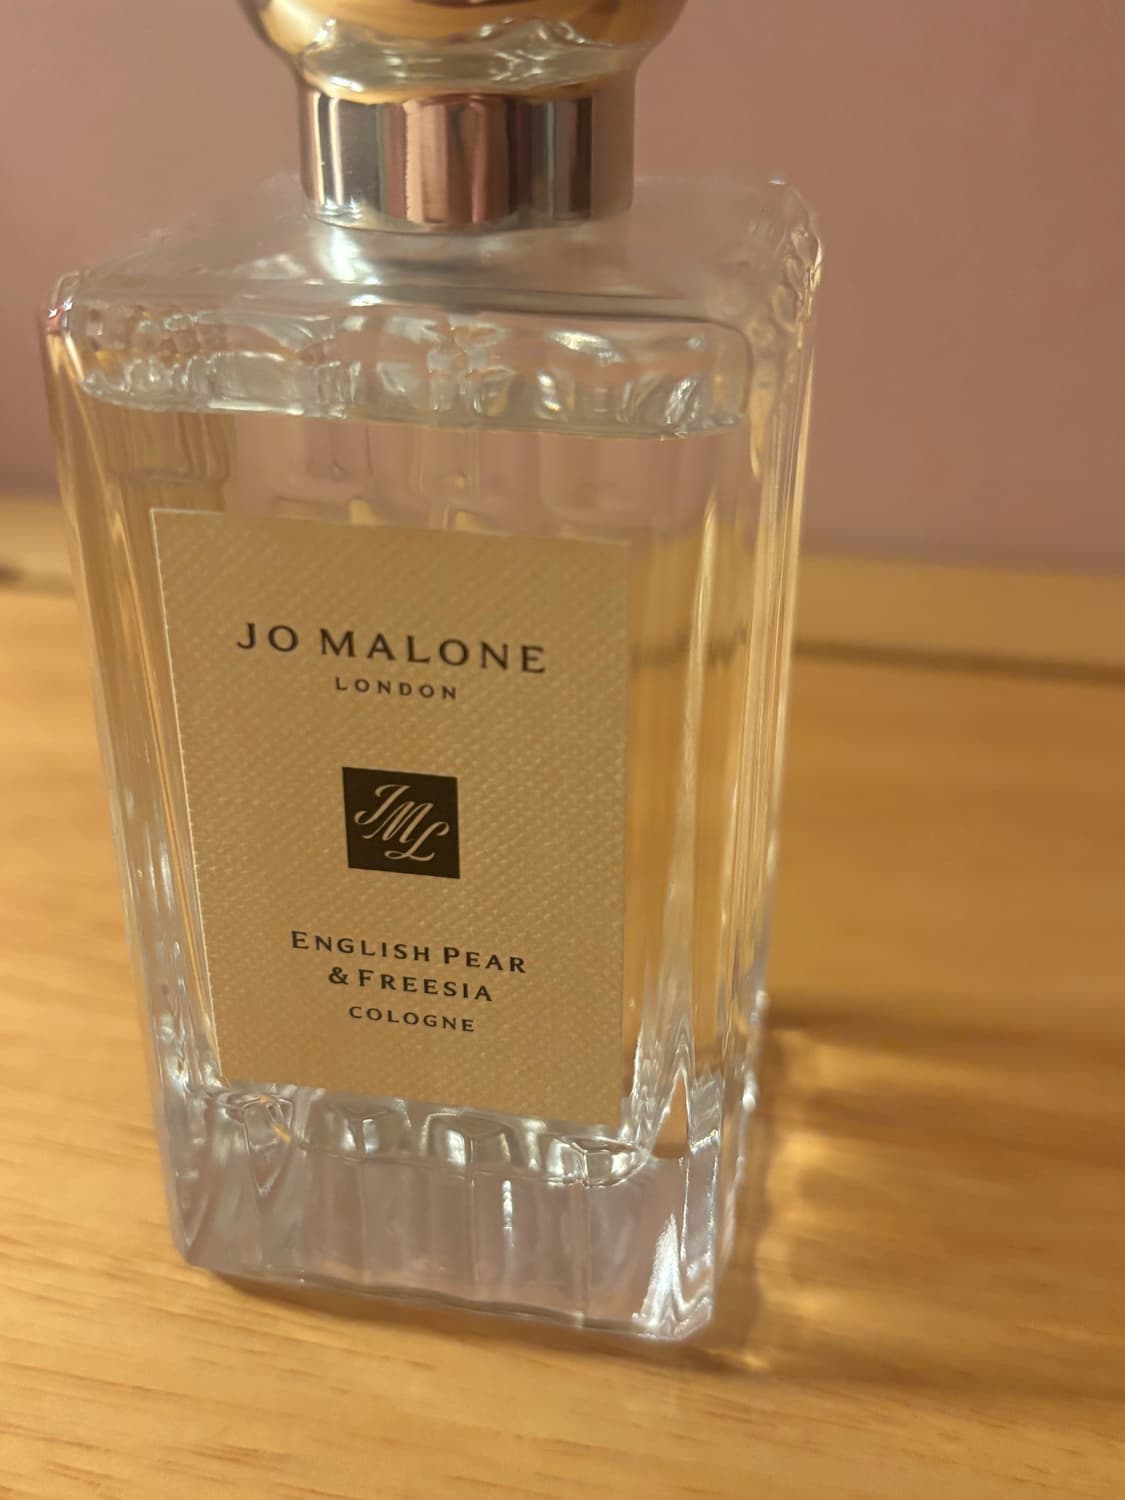 JO MALONE
LONDON
JML
ENGLISH PEAR
& FREESIA
COLOGNE